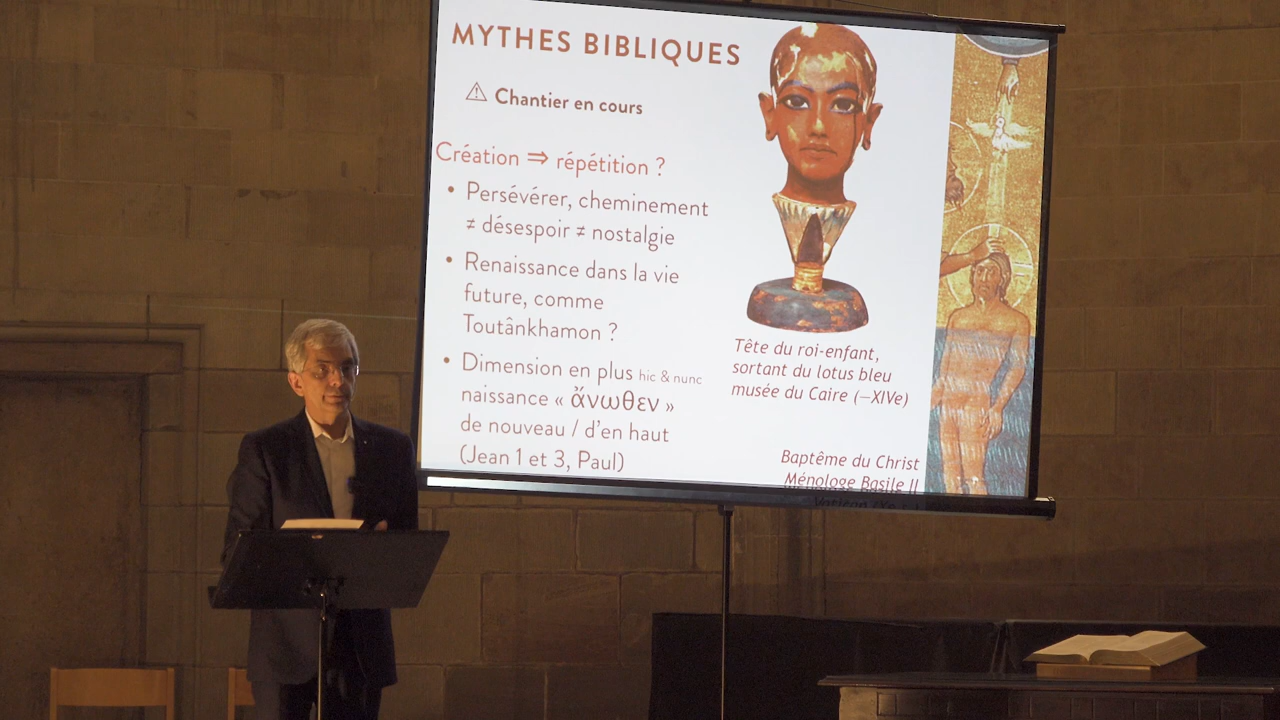 MYTHES BIBLIQUES
Chantier en cours
Création ⇒ répétition ?
• Persévérer, cheminement
≠ désespoir ≠ nostalgie
• Renaissance dans la vie
future, comme
Toutânkhamon ?
• Dimension en plus hic & nunc
naissance « ἄνωθεν »
de nouveau / d'en haut
(Jean 1 et 3, Paul)
Tête du roi-enfant,
sortant du lotus bleu
musée du Caire (–XIVe)
Baptême du Christ
Ménologe Basile II